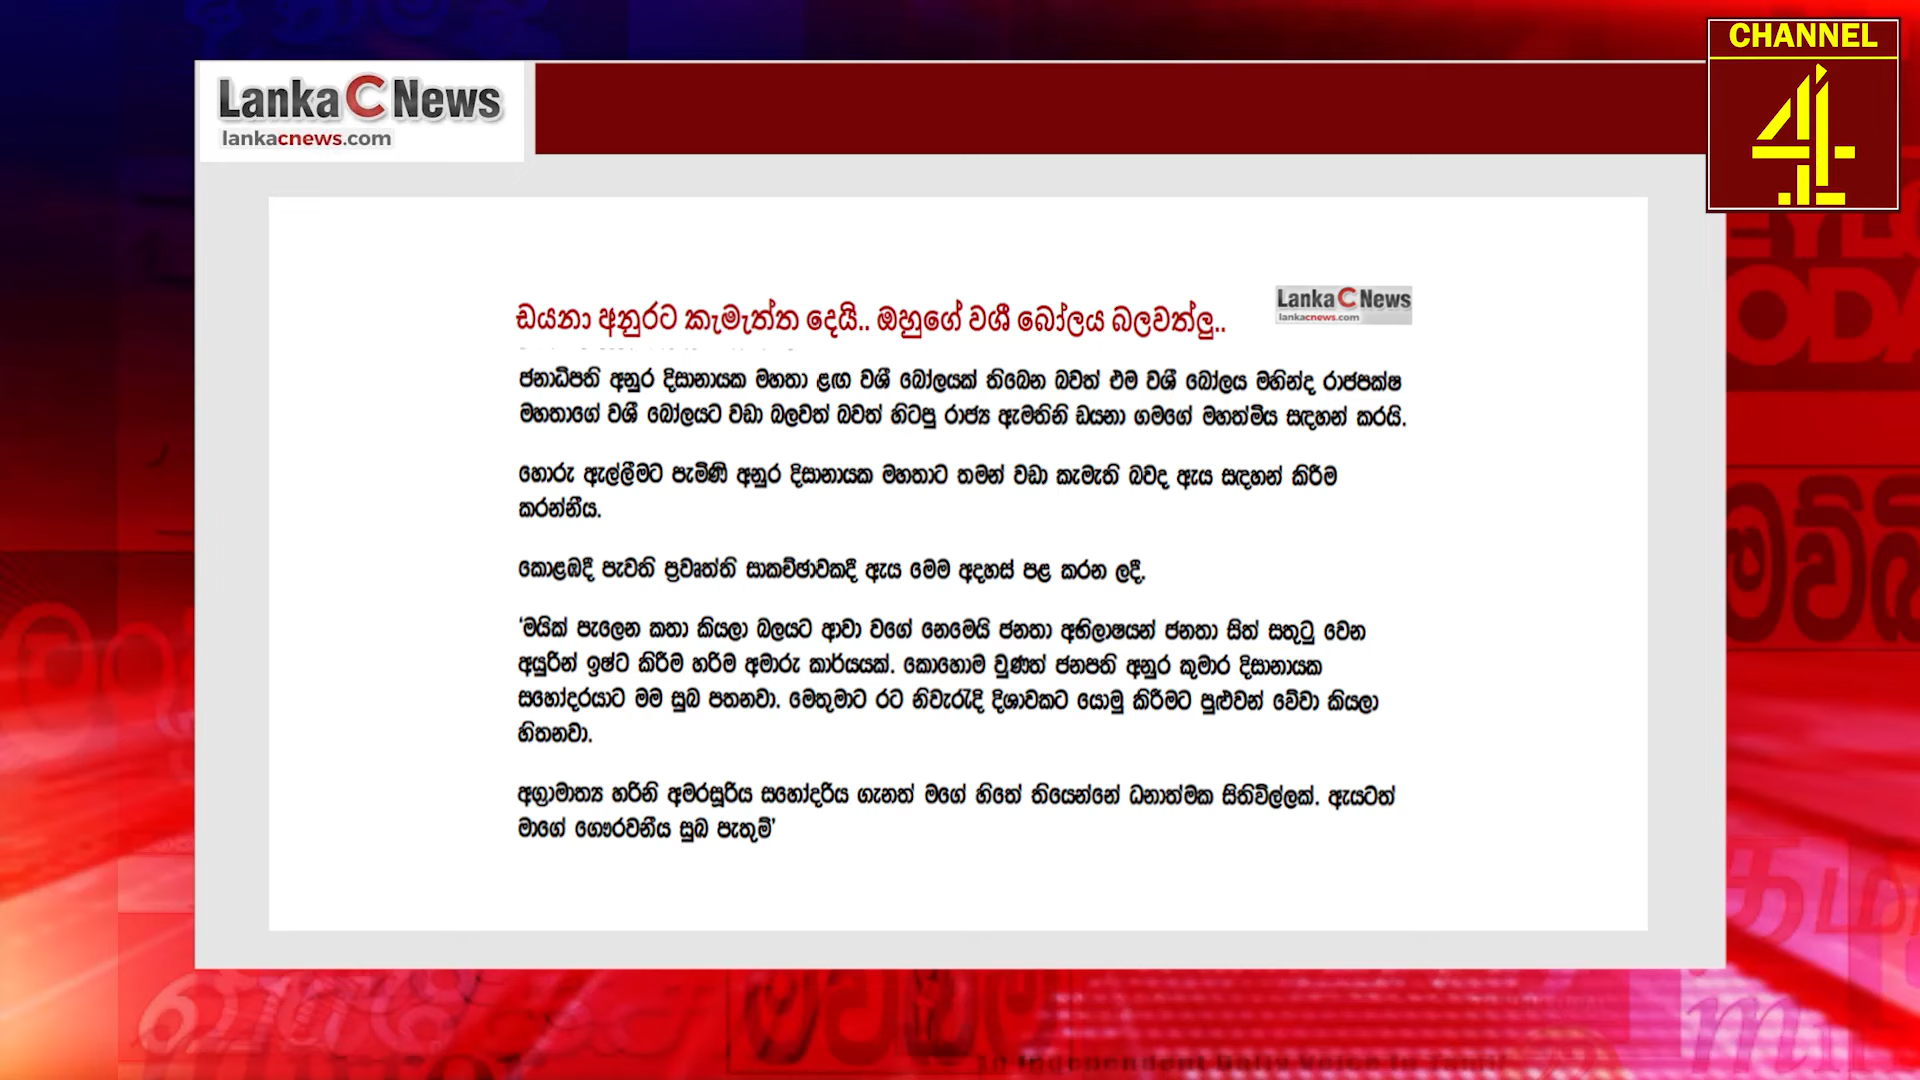 CHANNEL
4
Lanka C News
lankacnews.com
Lanka C News
lankacnews.com
ඩයනා අනුරට කැමැත්ත දෙයි.. ඔහුගේ වශී බෝලය බලවත්ලු..
ජනාධිපති අනුර දිසානායක මහතා ළඟ වශී බෝලයක් තිබෙන බවත් එම වශී බෝලය මහින්ද රාජපක්ෂ
මහතාගේ වශී බෝලයට වඩා බලවත් බවත් හිටපු රාජ්‍ය ඇමතිනි ඩයනා ගමගේ මහත්මිය සඳහන් කරයි.
හොරු ඇල්ලීමට පැමිණි අනුර දිසානායක මහතාට තමන් වඩා කැමැති බවද ඇය සඳහන් කිරීම
කරන්නීය.
කොළඹදී පැවති ප්‍රවෘත්ති සාකච්ඡාවකදී ඇය මෙම අදහස් පළ කරන ලදී.
‘මයික් පැලෙන කතා කියලා බලයට ආවා වගේ නෙමෙයි ජනතා අභිලාෂයන් ජනතා සිත් සතුටු වෙන
අයුරින් ඉෂ්ට කිරීම හරිම අමාරු කාර්යයක්. කොහොම වුණත් ජනපති අනුර කුමාර දිසානායක
සහෝදරයාට මම සුබ පතනවා. මෙතුමාට රට නිවැරැදි දිශාවකට යොමු කිරීමට පුළුවන් වේවා කියලා
හිතනවා.
අග්‍රාමාත්‍ය හරිනි අමරසූරිය සහෝදරිය ගැනත් මගේ හිතේ තියෙන්නේ ධනාත්මක සිතිවිල්ලක්. ඇයටත්
මාගේ ගෞරවනීය සුබ පැතුම්’